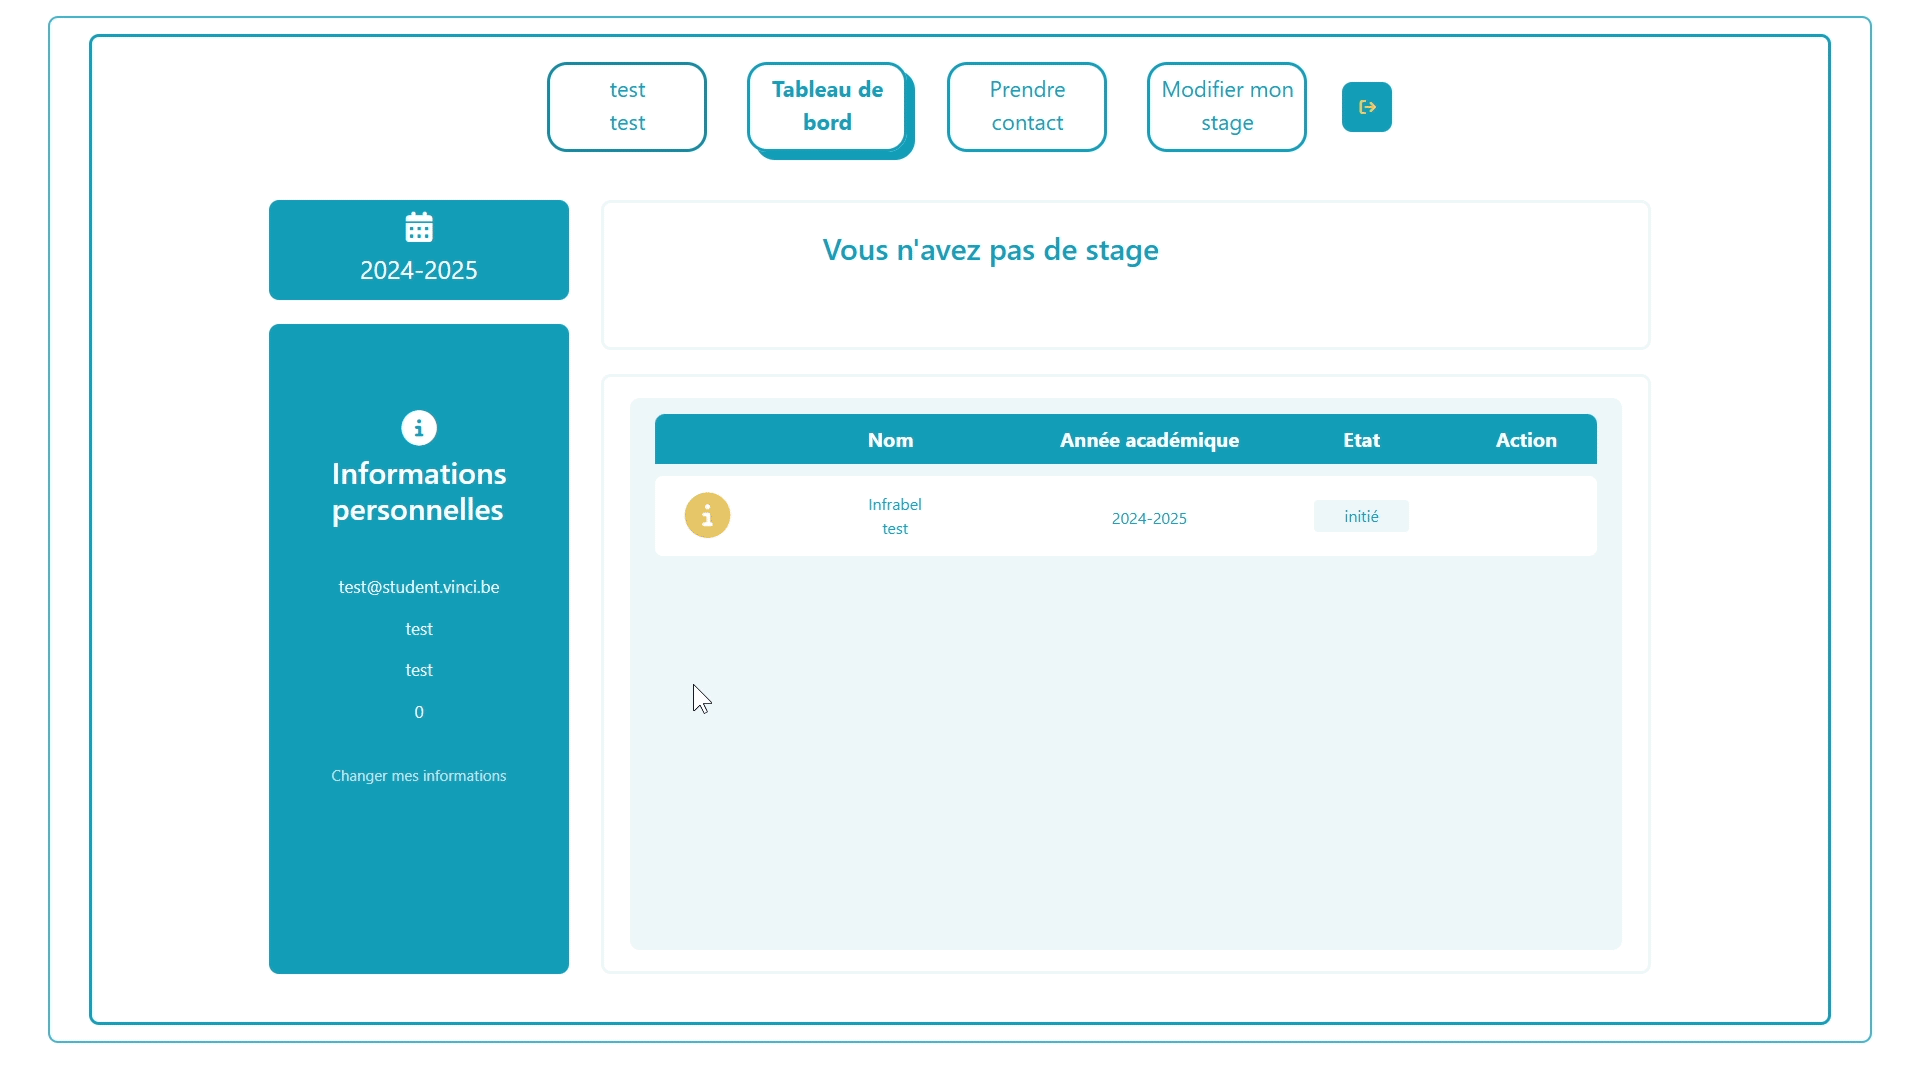 test
test
Tableau de
bord
Prendre
contact
Modifier mon
stage
2024-2025
Informations
personnelles
test@student.vinci.be
test
test
0
Changer mes informations
Vous n'avez pas de stage
Nom Année académique Etat Action
Infrabel
test
2024-2025
initié